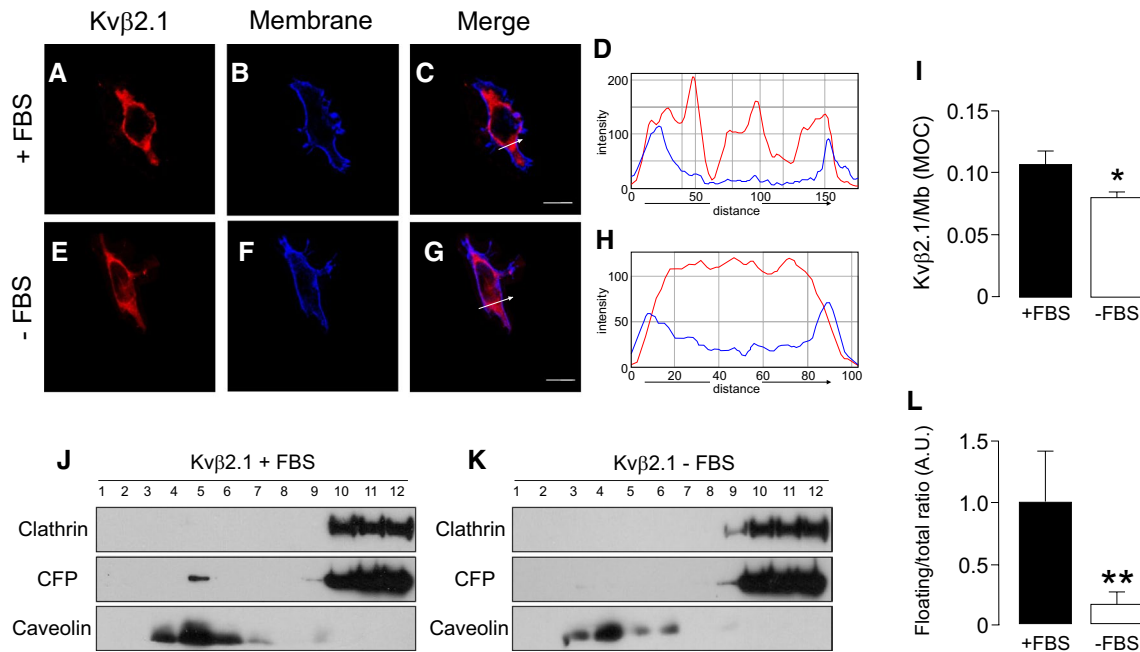 Kvβ2.1 Membrane Merge
+ FBS
A B C
D
200
100
0
intensity
0 50 100 150
distance
- FBS
E F G
H
100
50
0
intensity
0 20 40 60 80 100
distance
I
Kvβ2.1/Mb (MOC)
0.15
0.10
0.05
0
*
+FBS -FBS
J
Kvβ2.1 + FBS
1 2 3 4 5 6 7 8 9 10 11 12
Clathrin
CFP
Caveolin
K
Kvβ2.1 - FBS
1 2 3 4 5 6 7 8 9 10 11 12
Clathrin
CFP
Caveolin
L
Floating/total ratio (A.U.)
1.5
1.0
0.5
0
**
+FBS -FBS